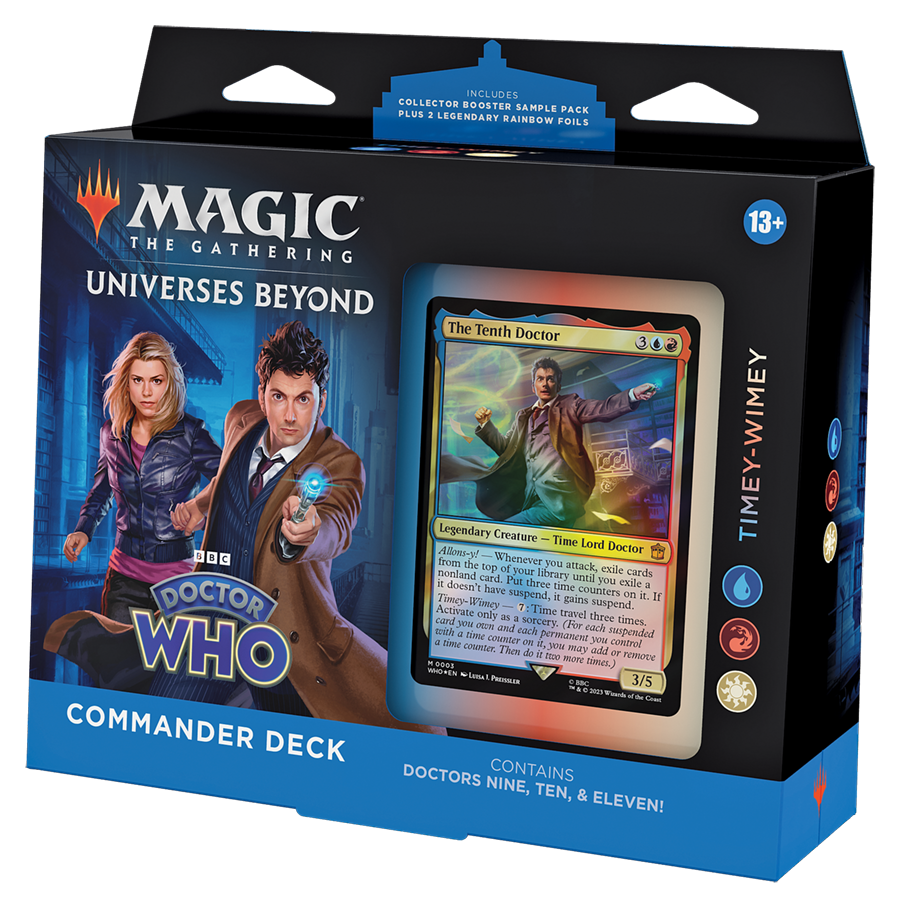 INCLUDES
COLLECTOR BOOSTER SAMPLE PACK
PLUS 2 LEGENDARY RAINBOW FOILS
MAGIC
THE GATHERING
UNIVERSES BEYOND
13+
The Tenth Doctor 3
Legendary Creature — Time Lord Doctor
Allons-y! — Whenever you attack, exile cards
from the top of your library until you exile a
nonland card. Put three time counters on it. If
it doesn't have suspend, it gains suspend.
Timey-Wimey — 7: Time travel three times.
Activate only as a sorcery. (For each suspended
card you own and each permanent you control
with a time counter on it, you may add or remove
a time counter. Then do it two more times.)
3/5
M 0003
WHO★EN Luisa J. Preissler
© BBC
™ & © 2023 Wizards of the Coast
TIMEY-WIMEY
BBC
DOCTOR
WHO
COMMANDER DECK
CONTAINS
DOCTORS NINE, TEN, & ELEVEN!